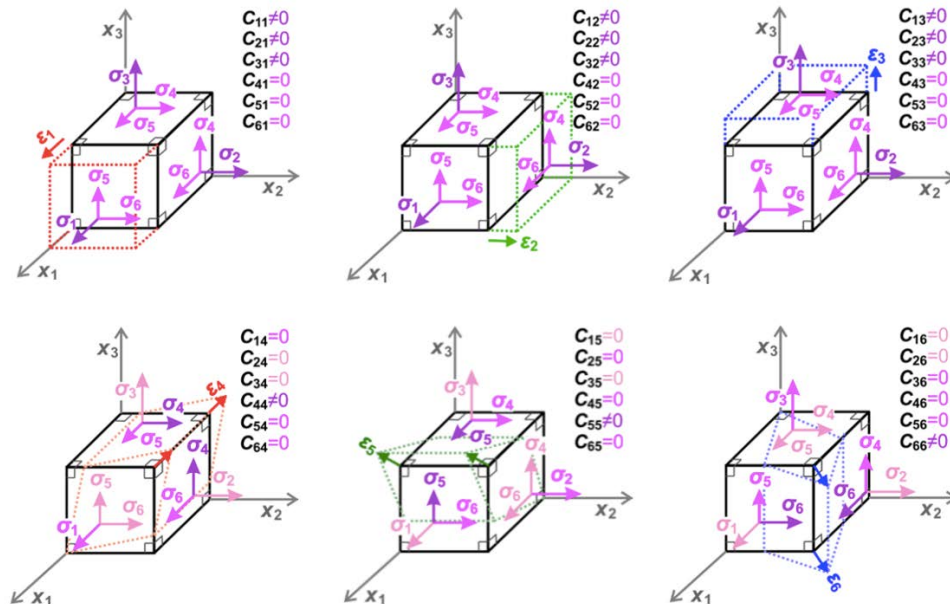 x₃
C₁₁≠0
C₂₁≠0
C₃₁≠0
C₄₁=0
C₅₁=0
C₆₁=0
σ₃
σ₄
σ₅
σ₄
ε₁
σ₅
σ₂
σ₆
σ₆
σ₁
x₂
x₁
x₃
C₁₂≠0
C₂₂≠0
C₃₂≠0
C₄₂=0
C₅₂=0
C₆₂=0
σ₃
σ₄
σ₅
σ₄
σ₅
σ₂
σ₆
σ₆
σ₁
x₂
ε₂
x₁
x₃
C₁₃≠0
C₂₃≠0
C₃₃≠0
C₄₃=0
C₅₃=0
C₆₃=0
σ₃
ε₃
σ₄
σ₅
σ₄
σ₅
σ₂
σ₆
σ₆
σ₁
x₂
x₁
x₃
C₁₄=0
C₂₄=0
C₃₄=0
C₄₄≠0
C₅₄=0
C₆₄=0
σ₃
ε₄
σ₄
σ₅
σ₄
σ₅
σ₂
σ₆
σ₆
σ₁
x₂
x₁
x₃
C₁₅=0
C₂₅=0
C₃₅=0
C₄₅=0
C₅₅≠0
C₆₅=0
σ₃
σ₄
ε₅
σ₅
σ₄
σ₅
σ₂
σ₆
σ₆
σ₁
x₂
x₁
x₃
C₁₆=0
C₂₆=0
C₃₆=0
C₄₆=0
C₅₆=0
C₆₆≠0
σ₃
σ₄
σ₅
σ₄
σ₅
σ₆
σ₂
σ₆
σ₁
x₂
ε₆
x₁